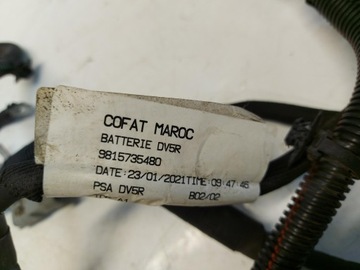 COFAT MAROC
BATTERIE DV5R
9815735480
DATE:23/01/2021TIME:09:47:45
PSA DV5R B02/02